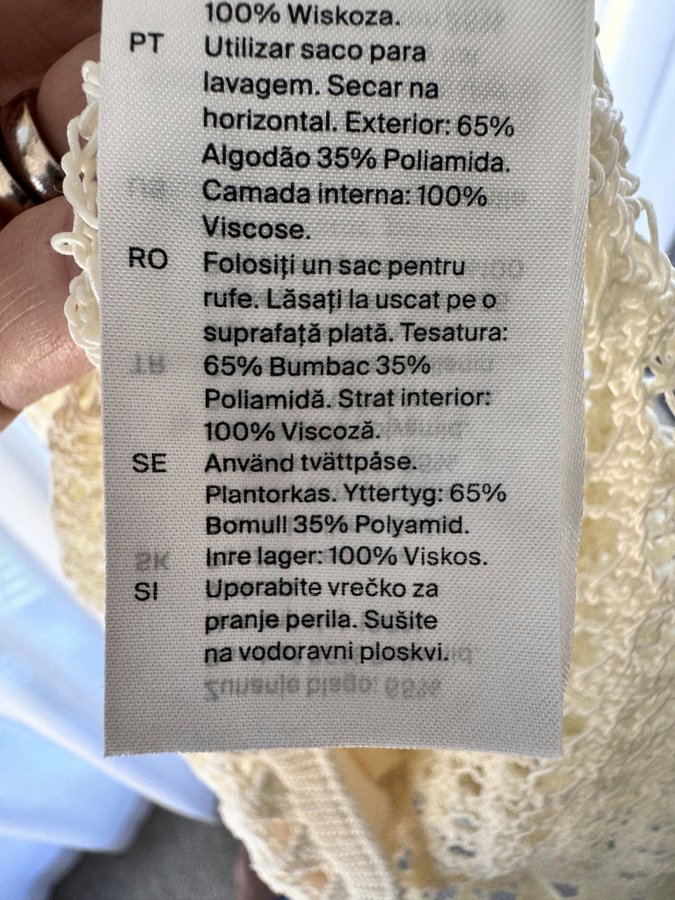 100% Wiskoza.
PT Utilizar saco para
lavagem. Secar na
horizontal. Exterior: 65%
Algodão 35% Poliamida.
Camada interna: 100%
Viscose.
RO Folosiți un sac pentru
rufe. Lăsați la uscat pe o
suprafață plată. Tesatura:
65% Bumbac 35%
Poliamidă. Strat interior:
100% Viscoză.
SE Använd tvättpåse.
Plantorkas. Yttertyg: 65%
Bomull 35% Polyamid.
Inre lager: 100% Viskos.
SI Uporabite vrečko za
pranje perila. Sušite
na vodoravni ploskvi.